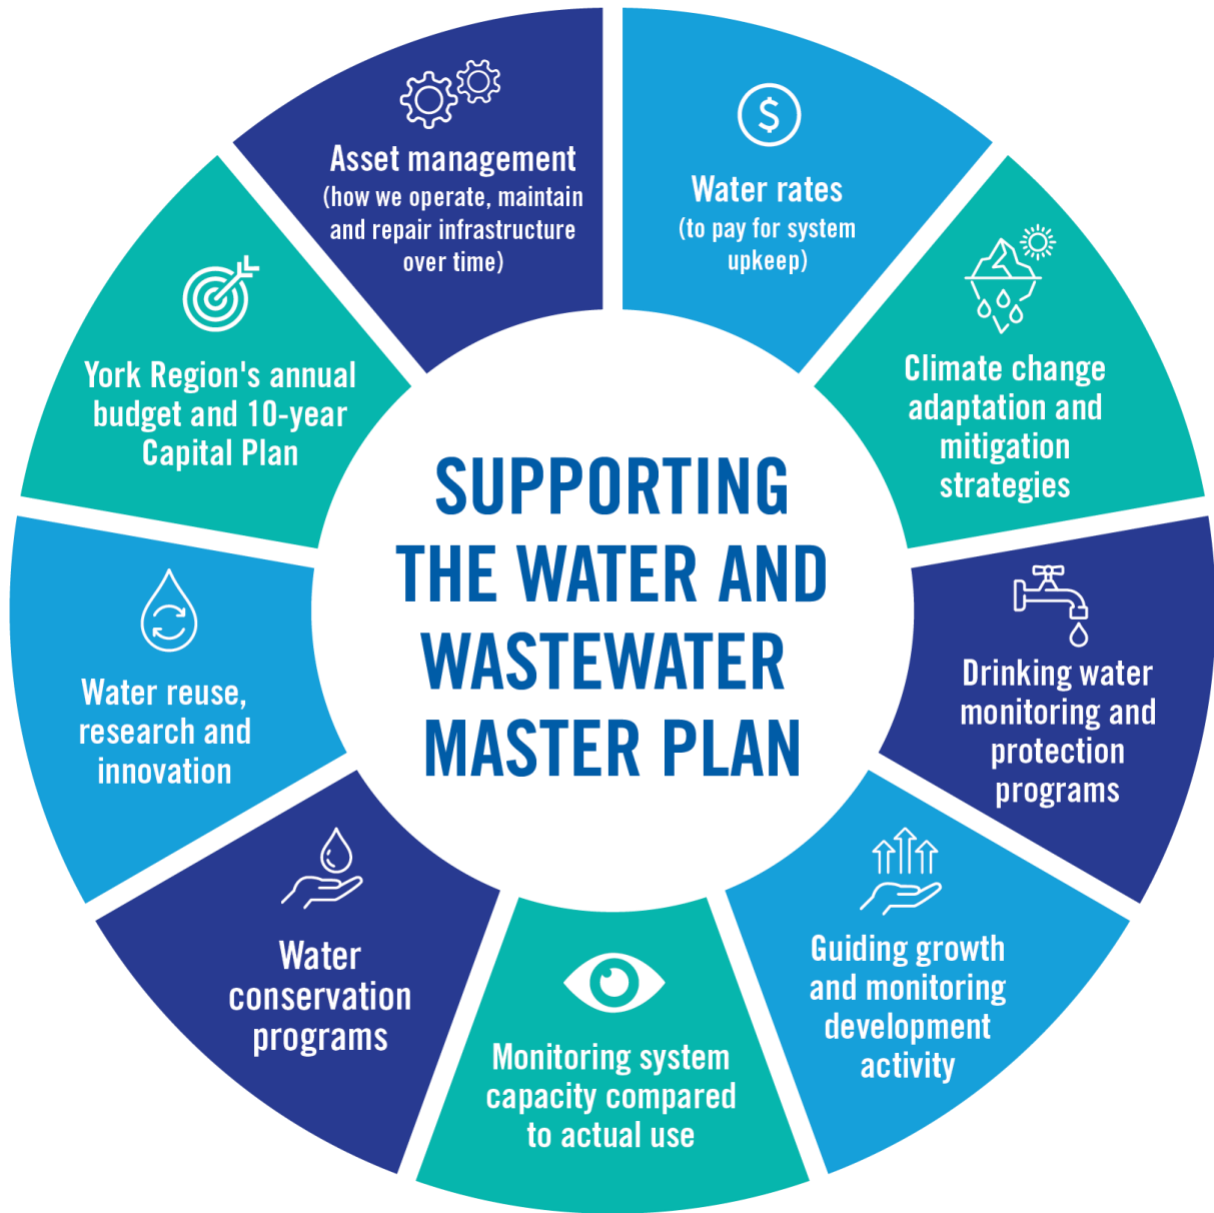 SUPPORTING
THE WATER AND
WASTEWATER
MASTER PLAN
Water rates
(to pay for system
upkeep)
Climate change
adaptation and
mitigation
strategies
Drinking water
monitoring and
protection
programs
Guiding growth
and monitoring
development
activity
Monitoring system
capacity compared
to actual use
Water
conservation
programs
Water reuse,
research and
innovation
York Region's annual
budget and 10-year
Capital Plan
Asset management
(how we operate, maintain
and repair infrastructure
over time)
$